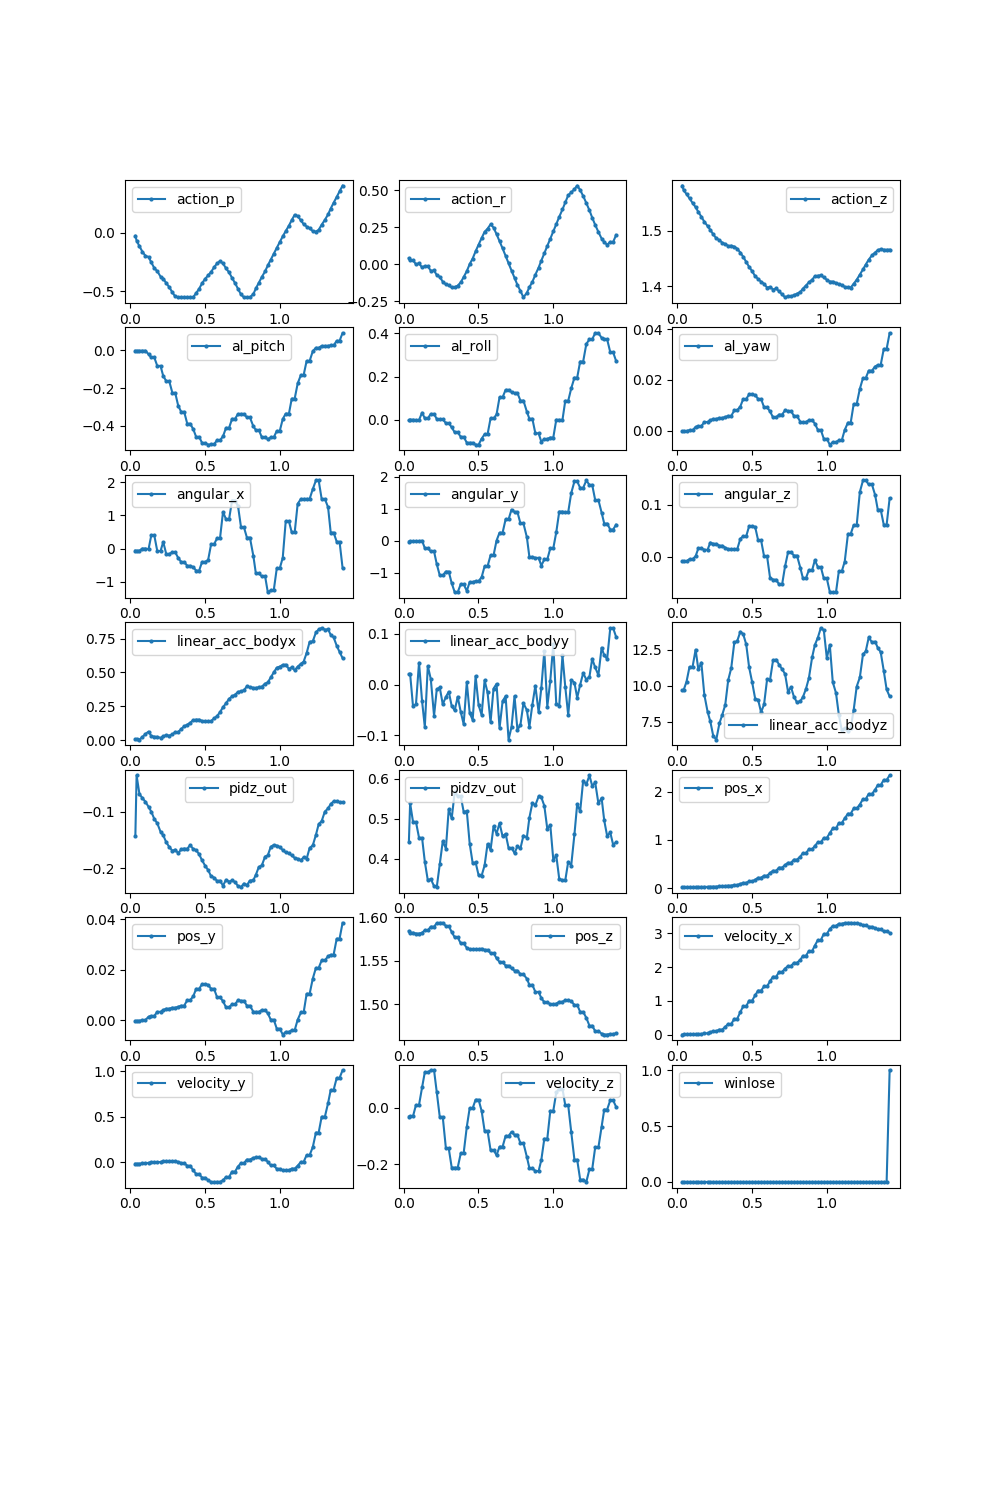 action_p
action_r
action_z
0.0
−0.5
0.50
0.25
0.00
−0.25
1.5
1.4
0.0 0.5 1.0
0.0 0.5 1.0
0.0 0.5 1.0
al_pitch
al_roll
al_yaw
0.0
−0.2
−0.4
0.4
0.2
0.0
0.04
0.02
0.00
0.0 0.5 1.0
0.0 0.5 1.0
0.0 0.5 1.0
angular_x
angular_y
angular_z
2
1
0
−1
2
1
0
−1
0.1
0.0
0.0 0.5 1.0
0.0 0.5 1.0
0.0 0.5 1.0
linear_acc_bodyx
linear_acc_bodyy
linear_acc_bodyz
0.75
0.50
0.25
0.00
0.1
0.0
−0.1
12.5
10.0
7.5
0.0 0.5 1.0
0.0 0.5 1.0
0.0 0.5 1.0
pidz_out
pidzv_out
pos_x
−0.1
−0.2
0.6
0.5
0.4
2
1
0
0.0 0.5 1.0
0.0 0.5 1.0
0.0 0.5 1.0
pos_y
pos_z
velocity_x
0.04
0.02
0.00
1.60
1.55
1.50
3
2
1
0
0.0 0.5 1.0
0.0 0.5 1.0
0.0 0.5 1.0
velocity_y
velocity_z
winlose
1.0
0.5
0.0
0.0
−0.2
1.0
0.5
0.0
0.0 0.5 1.0
0.0 0.5 1.0
0.0 0.5 1.0